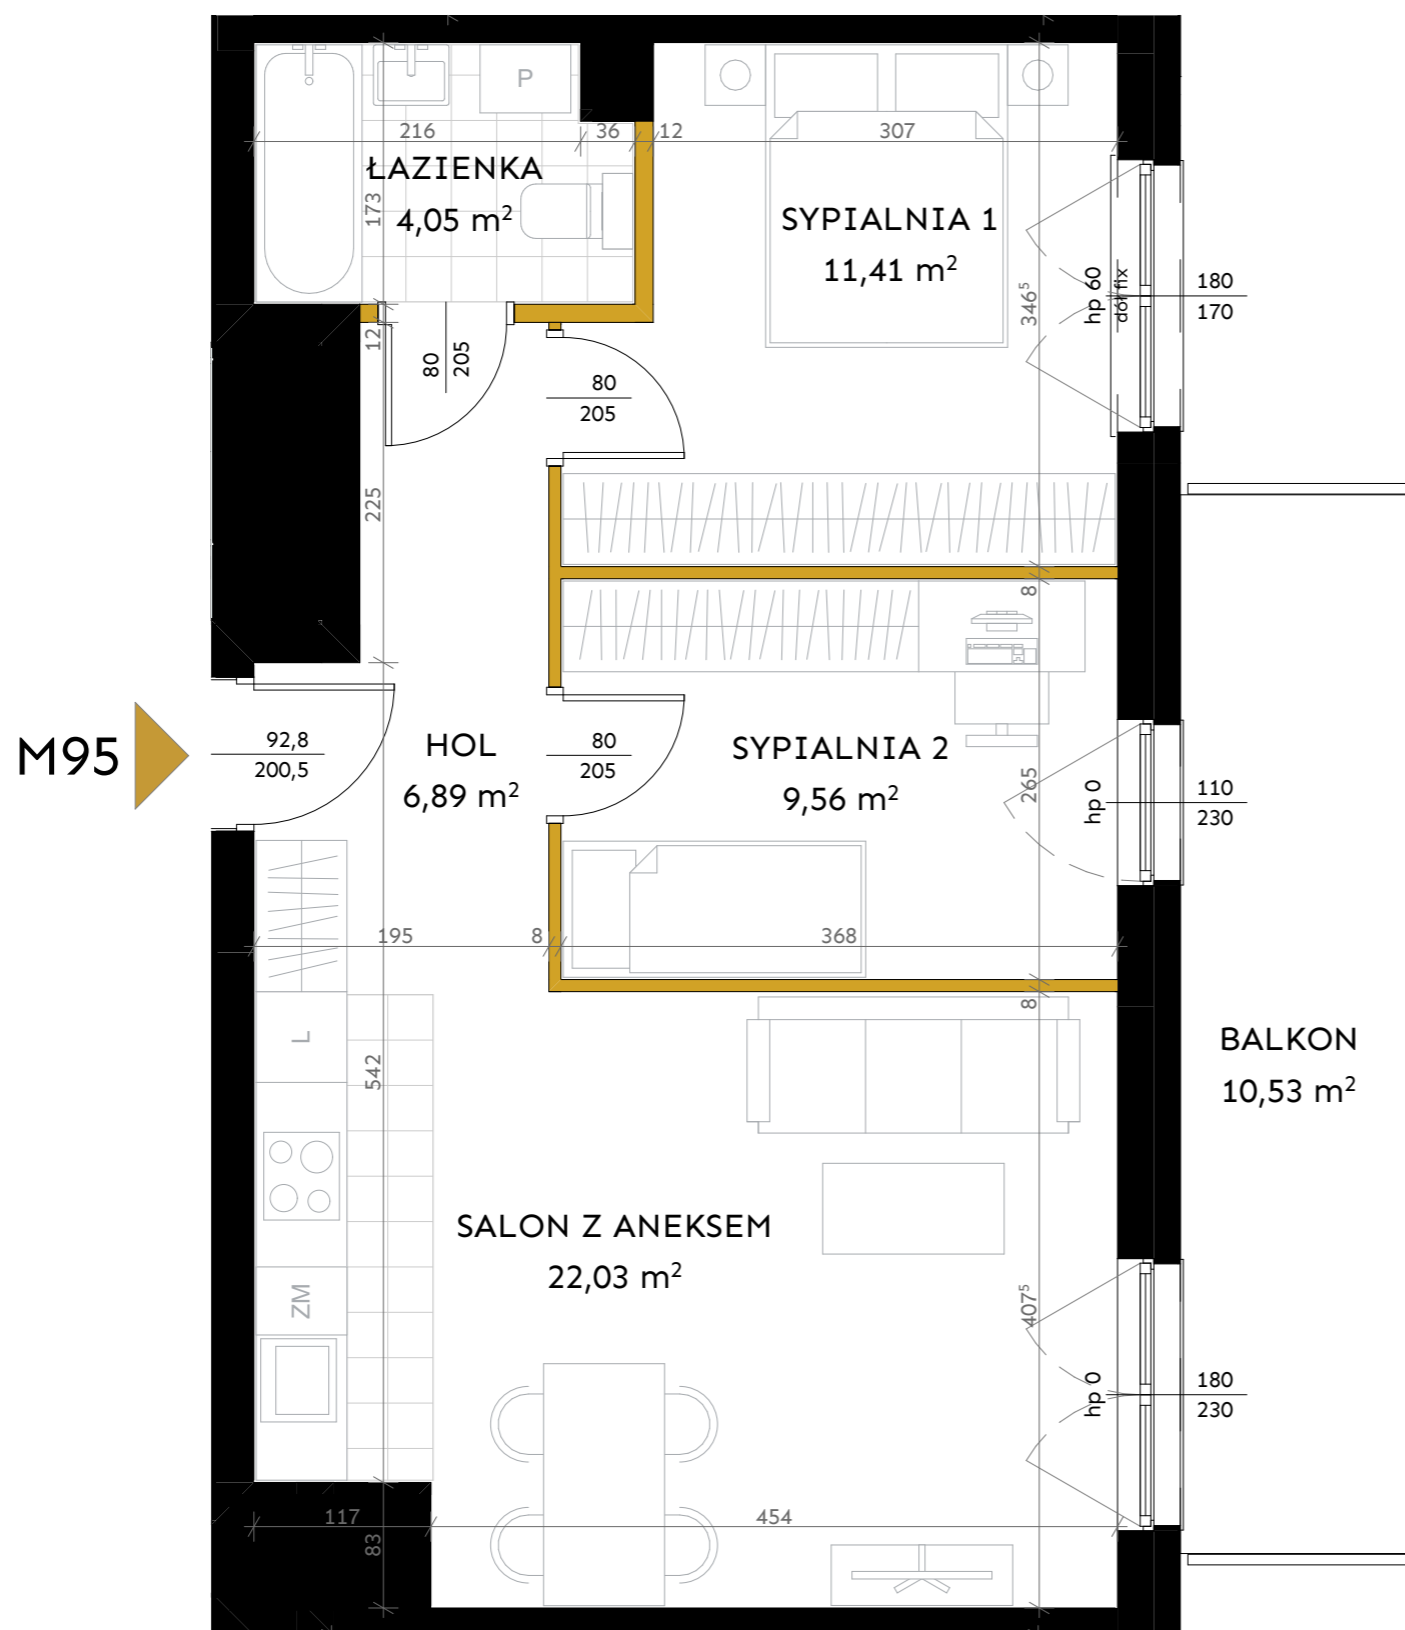 P
216
36
12
307
ŁAZIENKA
4,05 m²
173
SYPIALNIA 1
11,41 m²
346⁵
hp 60
dół fix
180
170
12
80
205
80
205
225
8
M95
92,8
200,5
HOL
6,89 m²
80
205
SYPIALNIA 2
9,56 m²
265
hp 0
110
230
195
8
368
8
L
542
BALKON
10,53 m²
SALON Z ANEKSEM
22,03 m²
ZM
407⁵
hp 0
180
230
117
83
454